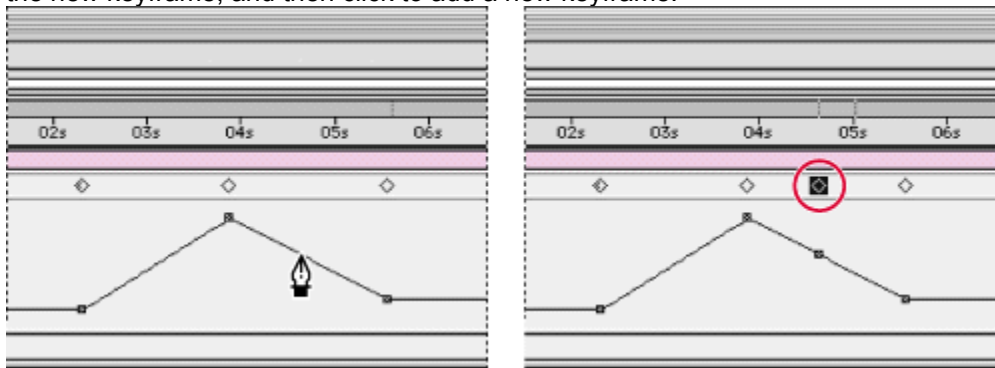 the new keyframe, and then click to add a new keyframe.
02s 03s 04s 05s 06s 02s 03s 04s 05s 06s